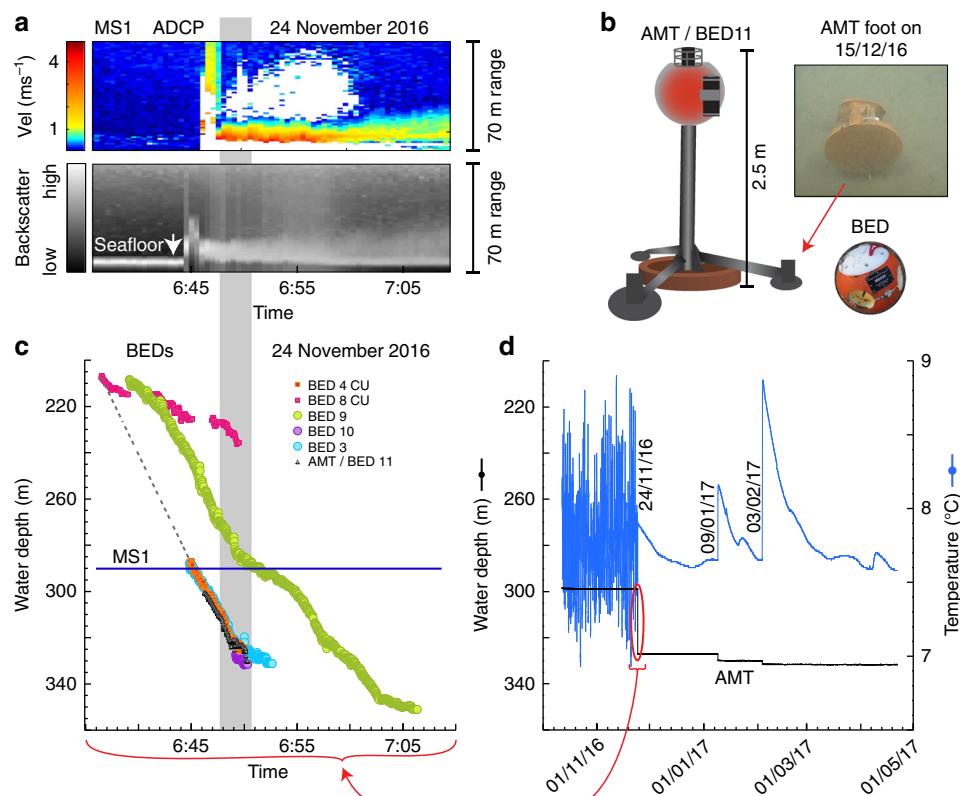 a
MS1 ADCP 24 November 2016
4
1
Vel (ms⁻¹)
70 m range
high
low
Backscatter
Seafloor
70 m range
6:45 6:55 7:05
Time
b
AMT / BED11
AMT foot on
15/12/16
2.5 m
BED
c
BEDs 24 November 2016
BED 4 CU
BED 8 CU
BED 9
BED 10
BED 3
AMT / BED 11
MS1
220
260
300
340
Water depth (m)
6:45 6:55 7:05
Time
d
220
260
300
340
Water depth (m)
24/11/16
09/01/17
03/02/17
AMT
9
8
7
Temperature (°C)
01/11/16
01/01/17
01/03/17
01/05/17